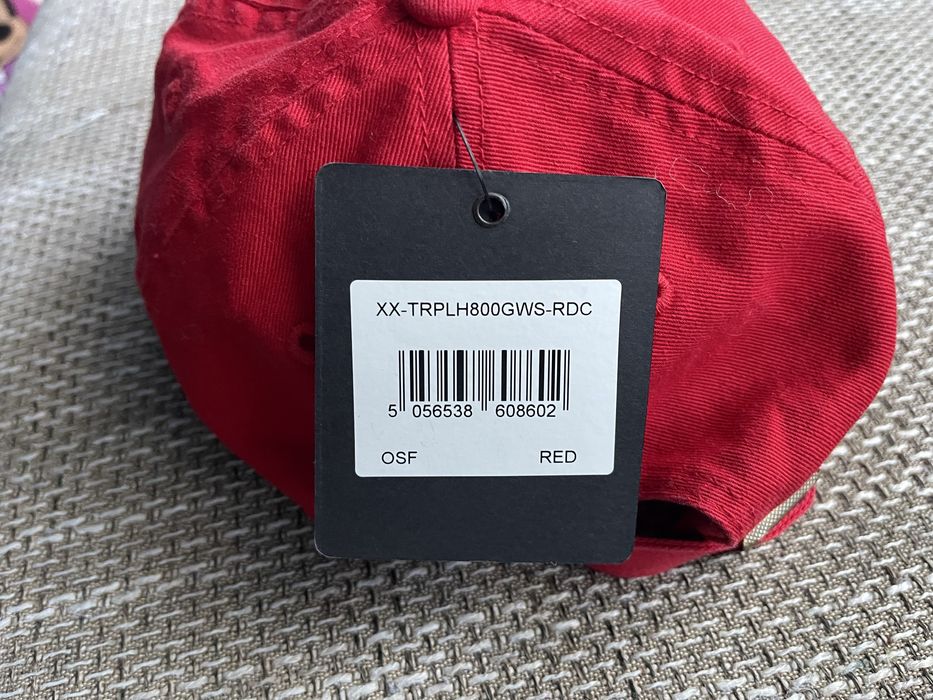 XX-TRPLH800GWS-RDC
5 056538 608602
OSF RED